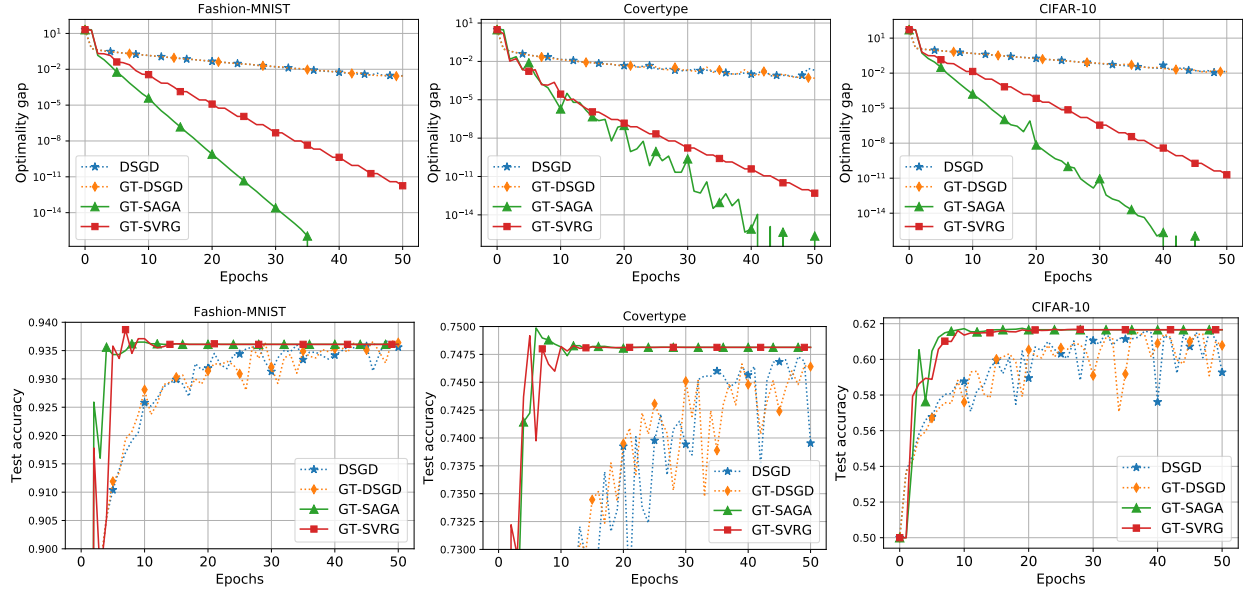 Fashion-MNIST
Optimality gap
10^1
10^-2
10^-5
10^-8
10^-11
10^-14
DSGD
GT-DSGD
GT-SAGA
GT-SVRG
0 10 20 30 40 50
Epochs
Covertype
Optimality gap
10^1
10^-2
10^-5
10^-8
10^-11
10^-14
DSGD
GT-DSGD
GT-SAGA
GT-SVRG
0 10 20 30 40 50
Epochs
CIFAR-10
Optimality gap
10^1
10^-2
10^-5
10^-8
10^-11
10^-14
DSGD
GT-DSGD
GT-SAGA
GT-SVRG
0 10 20 30 40 50
Epochs
Fashion-MNIST
Test accuracy
0.940
0.935
0.930
0.925
0.920
0.915
0.910
0.905
0.900
DSGD
GT-DSGD
GT-SAGA
GT-SVRG
0 10 20 30 40 50
Epochs
Covertype
Test accuracy
0.7500
0.7475
0.7450
0.7425
0.7400
0.7375
0.7350
0.7325
0.7300
DSGD
GT-DSGD
GT-SAGA
GT-SVRG
0 10 20 30 40 50
Epochs
CIFAR-10
Test accuracy
0.62
0.60
0.58
0.56
0.54
0.52
0.50
DSGD
GT-DSGD
GT-SAGA
GT-SVRG
0 10 20 30 40 50
Epochs